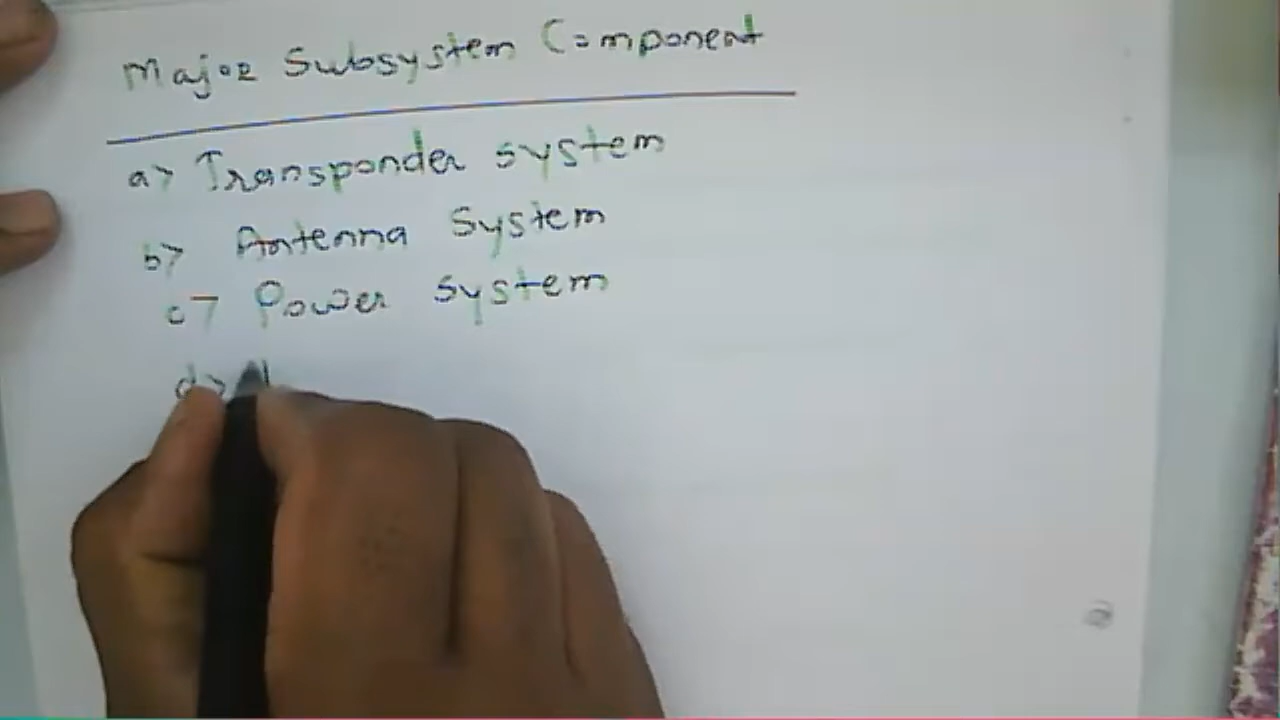 Major Subsystem Component
a> Transponder system
b> Antenna System
c> Power system
d>